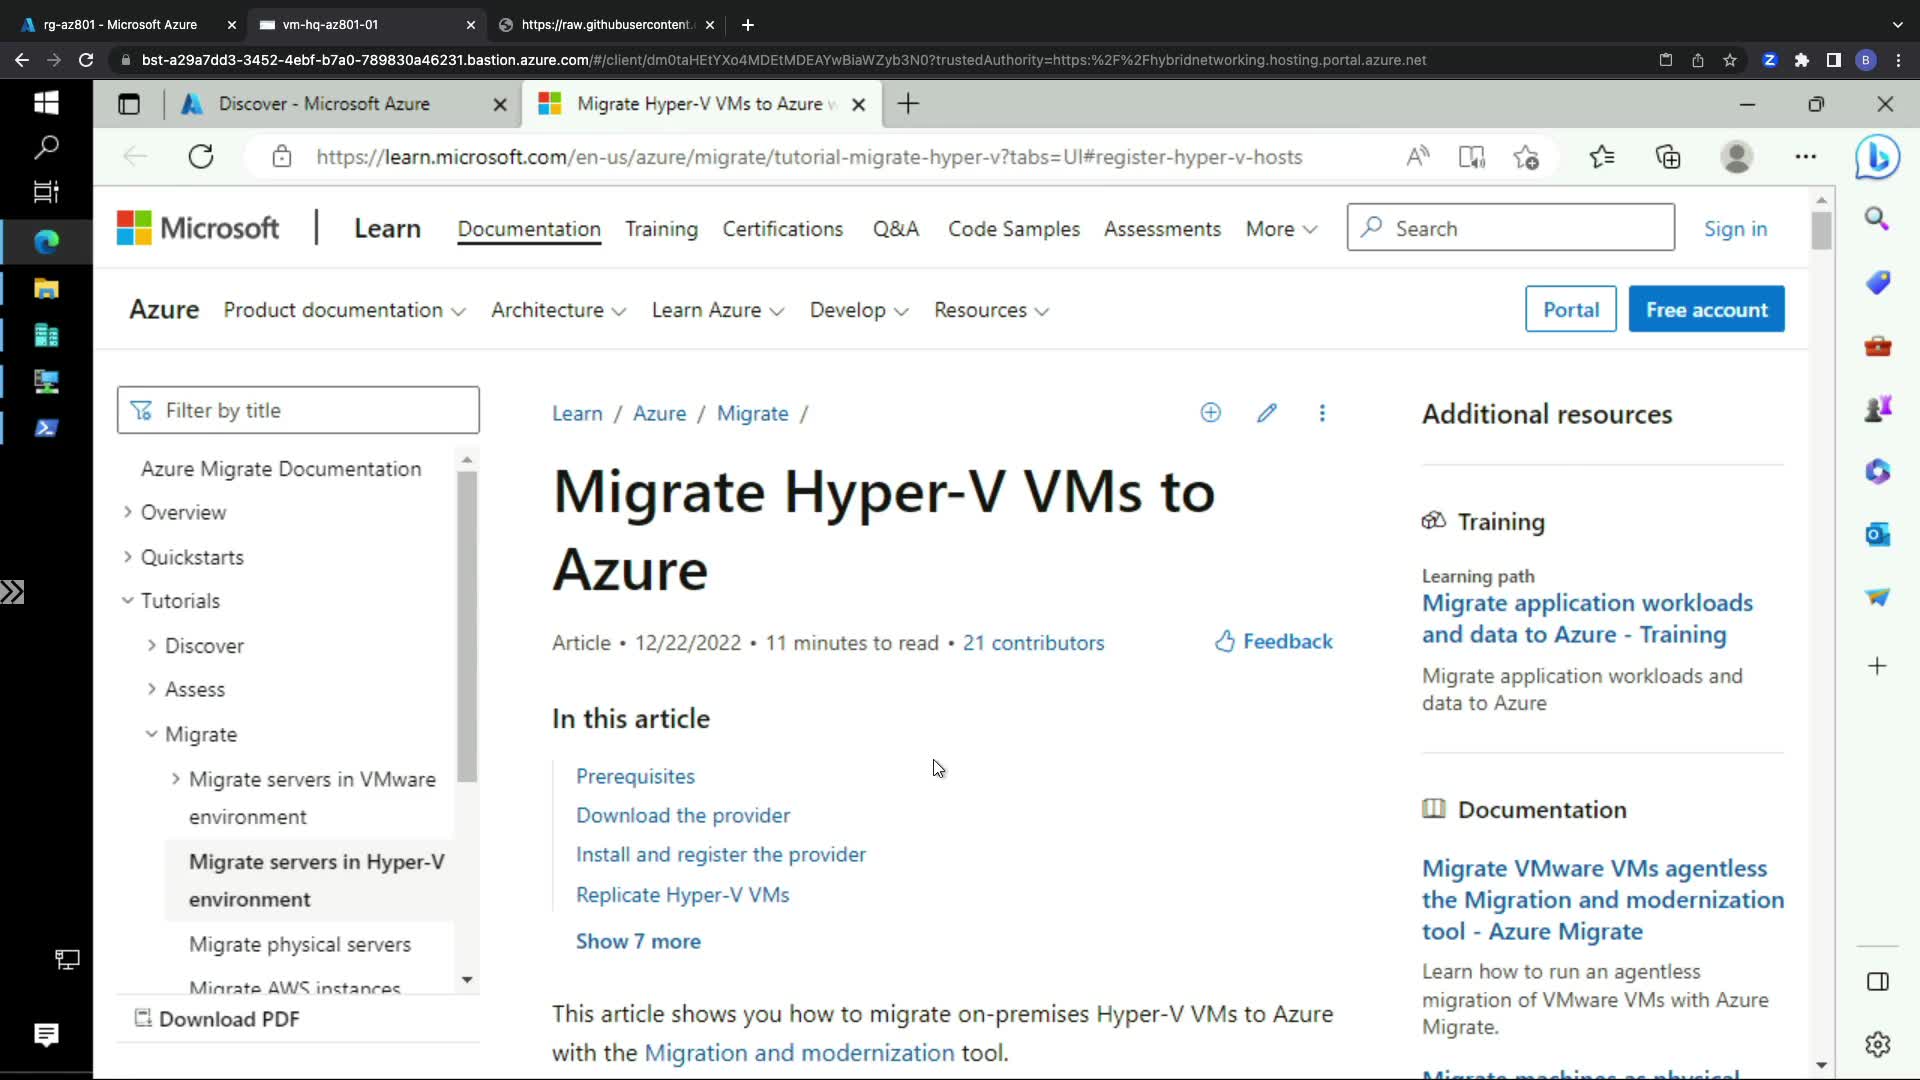 rg-az801 - Microsoft Azure
vm-hq-az801-01
https://raw.githubusercontent.
bst-a29a7dd3-3452-4ebf-b7a0-789830a46231.bastion.azure.com/#/client/dm0taHEtYXo4MDEtMDEAYwBiaWZyb3N0?trustedAuthority=https:%2F%2Fhybridnetworking.hosting.portal.azure.net
B
Discover - Microsoft Azure
Migrate Hyper-V VMs to Azure w
https://learn.microsoft.com/en-us/azure/migrate/tutorial-migrate-hyper-v?tabs=UI#register-hyper-v-hosts
Microsoft
Learn
Documentation
Training
Certifications
Q&A
Code Samples
Assessments
More
Search
Sign in
Azure
Product documentation
Architecture
Learn Azure
Develop
Resources
Portal
Free account
Filter by title
Azure Migrate Documentation
Overview
Quickstarts
Tutorials
Discover
Assess
Migrate
Migrate servers in VMware
environment
Migrate servers in Hyper-V
environment
Migrate physical servers
Migrate AWS instances
Download PDF
Learn / Azure / Migrate /
Migrate Hyper-V VMs to
Azure
Article • 12/22/2022 • 11 minutes to read • 21 contributors
Feedback
In this article
Prerequisites
Download the provider
Install and register the provider
Replicate Hyper-V VMs
Show 7 more
This article shows you how to migrate on-premises Hyper-V VMs to Azure
with the Migration and modernization tool.
Additional resources
Training
Learning path
Migrate application workloads
and data to Azure - Training
Migrate application workloads and
data to Azure
Documentation
Migrate VMware VMs agentless
the Migration and modernization
tool - Azure Migrate
Learn how to run an agentless
migration of VMware VMs with Azure
Migrate.
Migrate machines as physical